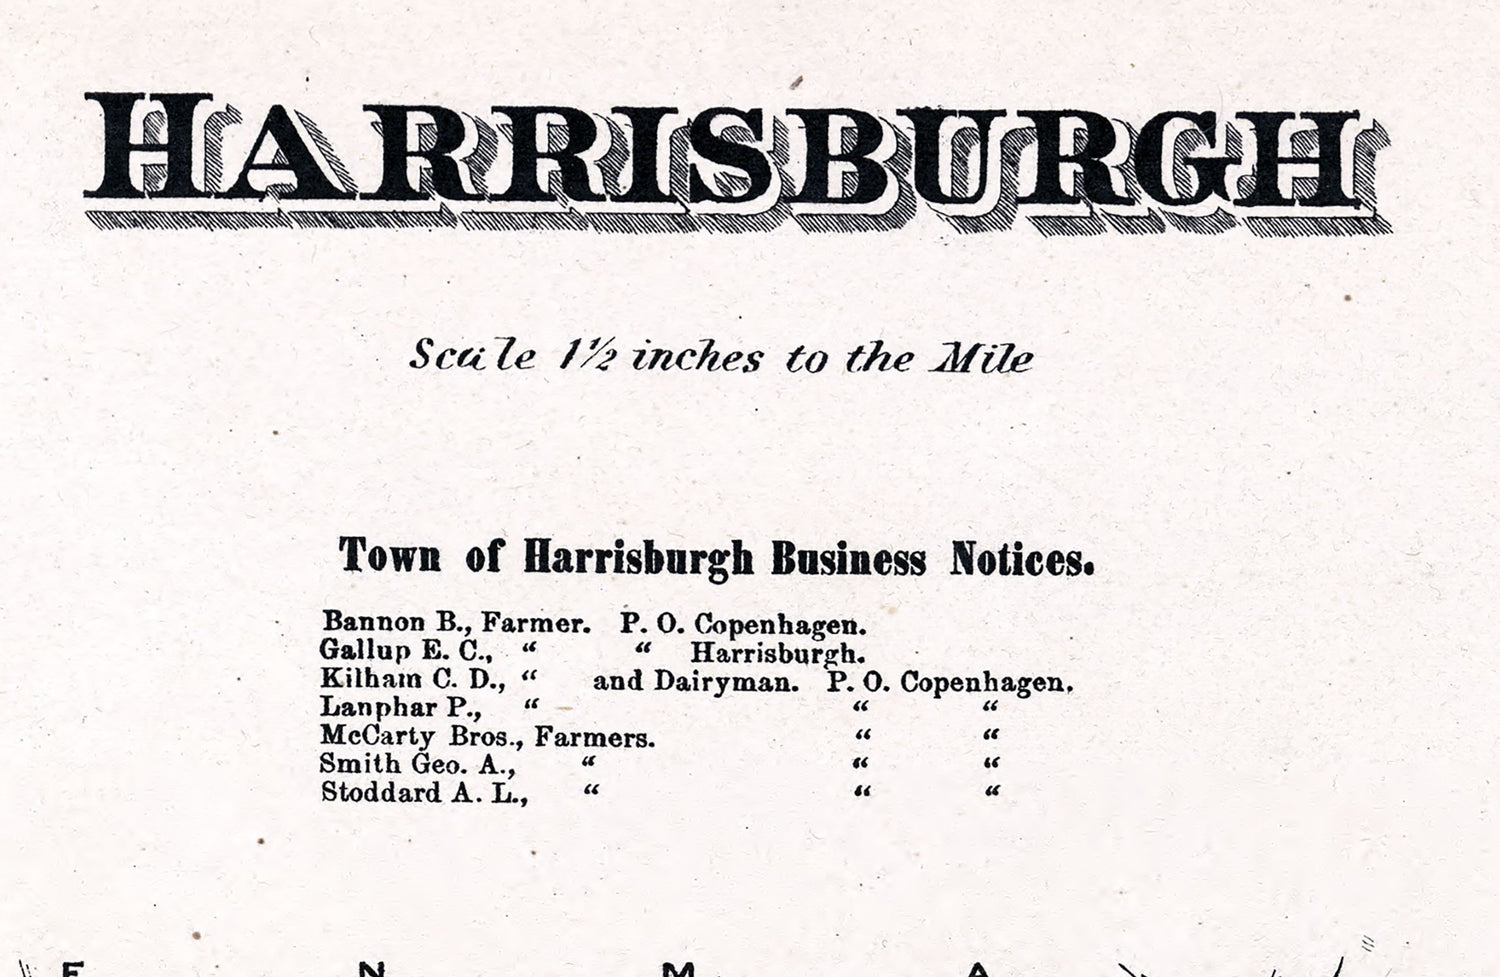 HARRISBURGH
Scale 1½ inches to the Mile
Town of Harrisburgh Business Notices.
Bannon B., Farmer. P. O. Copenhagen.
Gallup E. C., “ “ Harrisburgh.
Kilham C. D., “ and Dairyman. P. O. Copenhagen.
Lanphar P., “ “ “
McCarty Bros., Farmers. “ “
Smith Geo. A., “ “ “
Stoddard A. L., “ “ “
F N M A